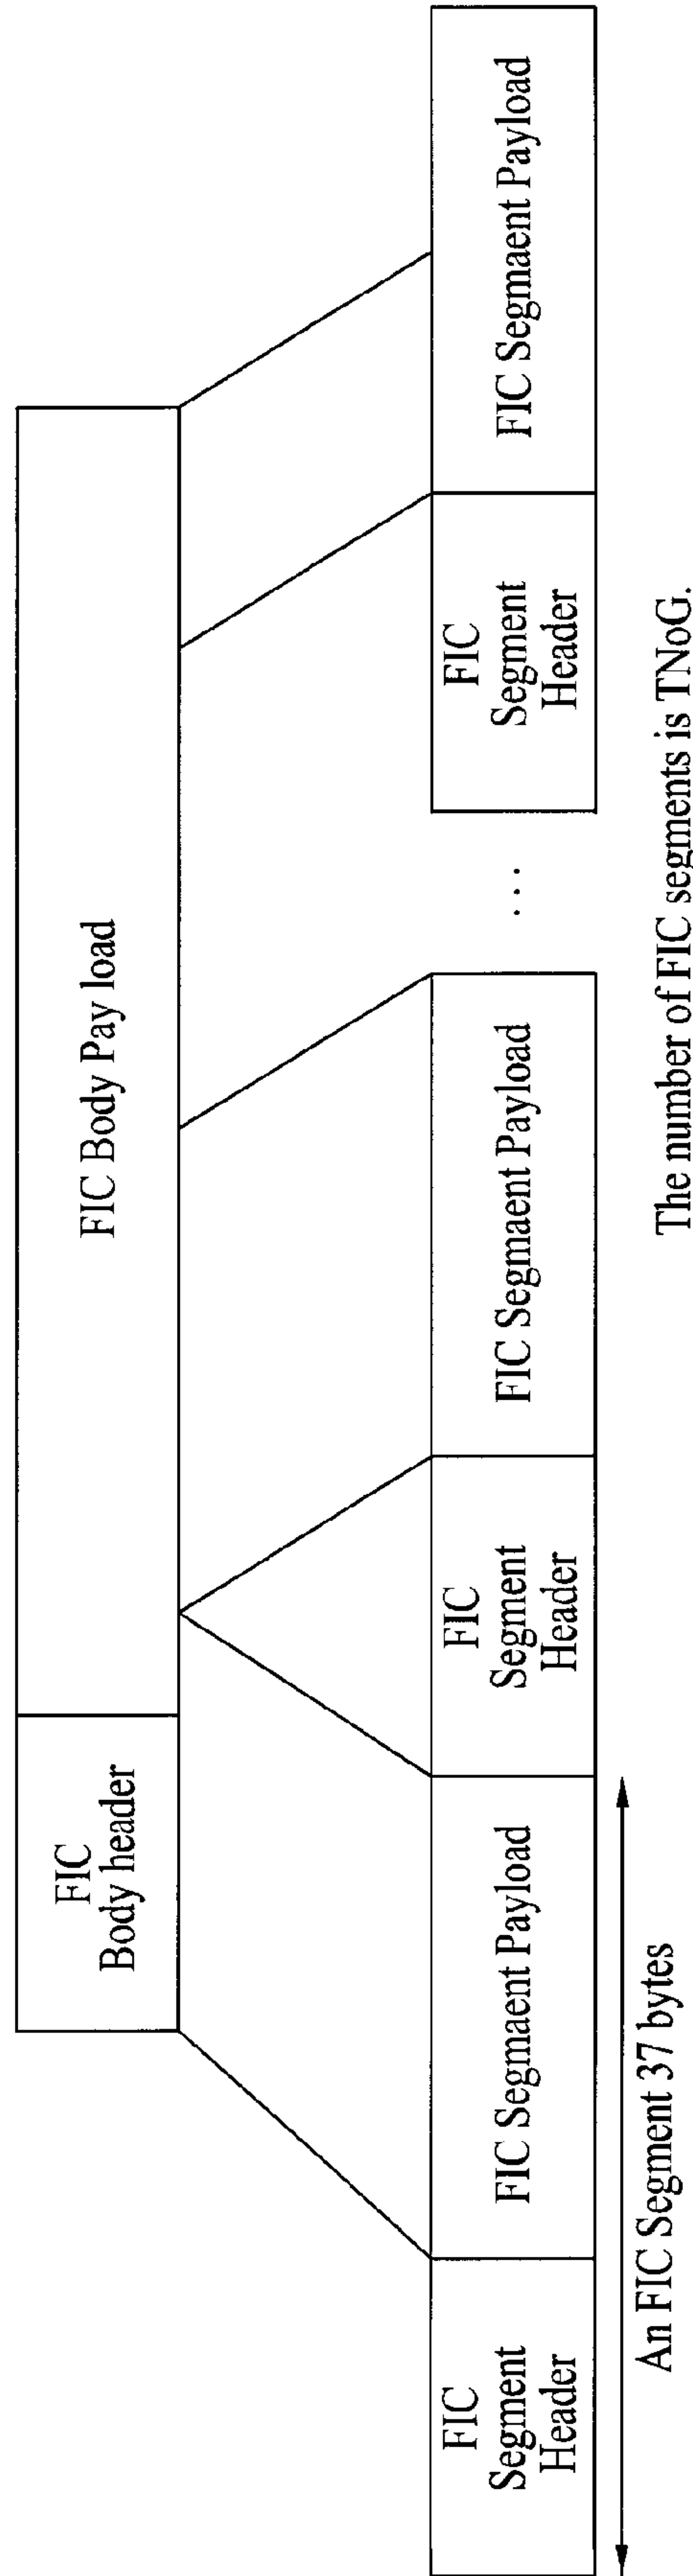 FIC
Body header
FIC Body Pay load
FIC
Segment
Header
FIC Segmaent Payload
FIC
Segment
Header
FIC Segmaent Payload
...
FIC
Segment
Header
FIC Segmaent Payload
An FIC Segment 37 bytes
The number of FIC segments is TNoG.